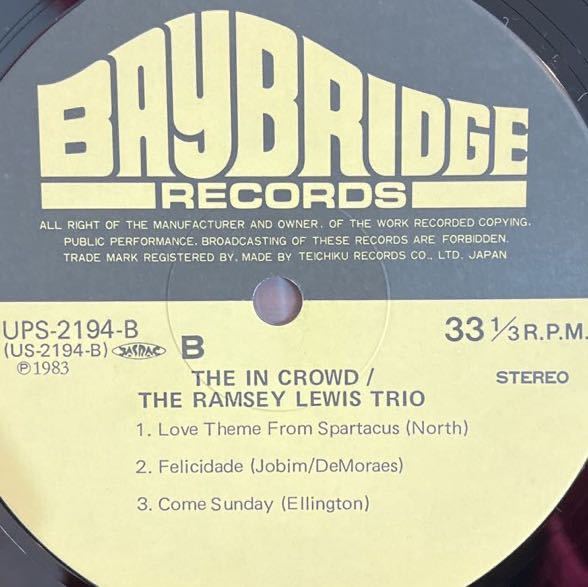 BAYBRIDGE
RECORDS
ALL RIGHT OF THE MANUFACTURER AND OWNER. OF THE WORK RECORDED COPYING.
PUBLIC PERFORMANCE. BROADCASTING OF THESE RECORDS ARE FORBIDDEN.
TRADE MARK REGISTERED BY. MADE BY TEICHIKU RECORDS CO., LTD. JAPAN
UPS-2194-B
(US-2194-B) JASRAC
℗1983
B
33 1/3 R.P.M.
STEREO
THE IN CROWD /
THE RAMSEY LEWIS TRIO
1. Love Theme From Spartacus (North)
2. Felicidade (Jobim/DeMoraes)
3. Come Sunday (Ellington)